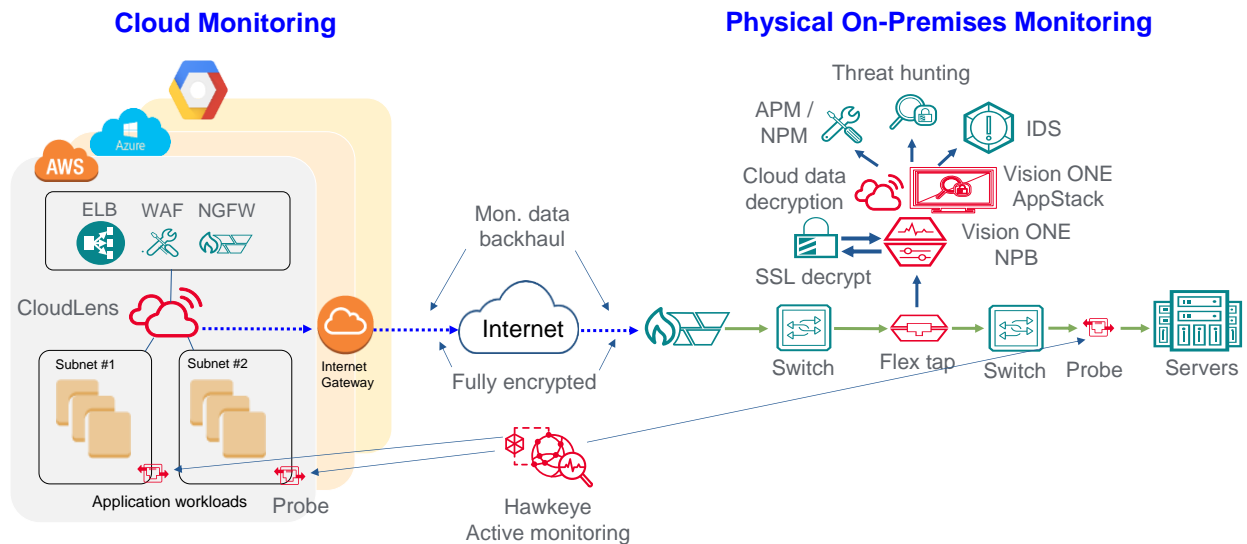 Cloud Monitoring
Physical On-Premises Monitoring
Threat hunting
APM /
NPM
IDS
Azure
AWS
Cloud data
decryption
Vision ONE
AppStack
ELB
WAF
NGFW
Mon. data
backhaul
Vision ONE
NPB
SSL decrypt
CloudLens
Internet
Subnet #1
Subnet #2
Internet
Gateway
Fully encrypted
Switch
Flex tap
Switch
Probe
Servers
Application workloads
Probe
Hawkeye
Active monitoring